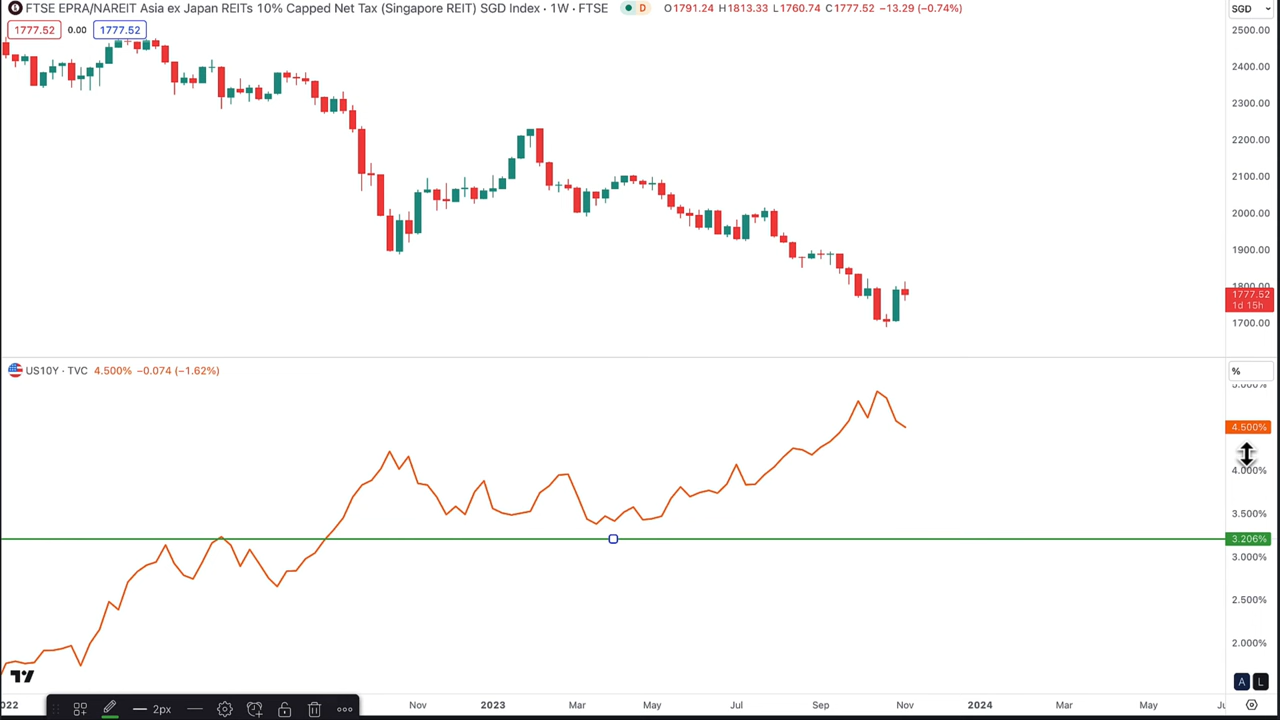 FTSE EPRA/NAREIT Asia ex Japan REITs 10% Capped Net Tax (Singapore REIT) SGD Index · 1W · FTSE D O1791.24 H1813.33 L1760.74 C1777.52 −13.29 (−0.74%) SGD
1777.52 0.00 1777.52
2500.00
2400.00
2300.00
2200.00
2100.00
2000.00
1900.00
1800.00
1777.52
1d 15h
1700.00
US10Y · TVC 4.500% −0.074 (−1.62%) %
5.000%
4.500%
4.000%
3.500%
3.206%
3.000%
2.500%
2.000%
A L
2022 Nov 2023 Mar May Jul Sep Nov 2024 Mar May Ju
2px